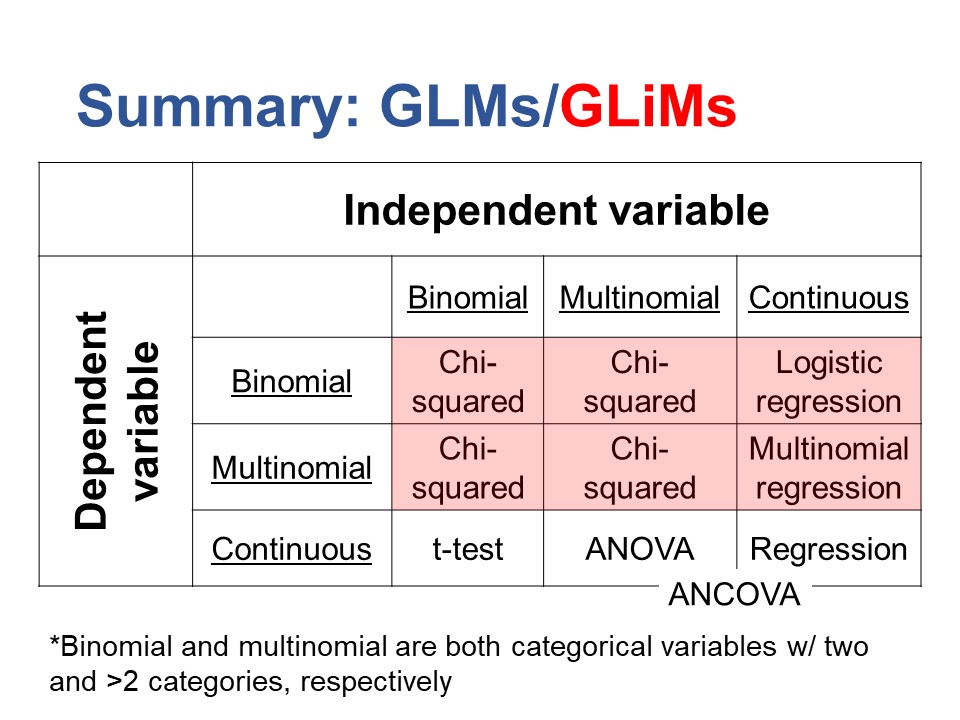 Summary: GLMs/GLiMs
Independent variable
Dependent
variable
Binomial
Multinomial
Continuous
Binomial
Chi-
squared
Chi-
squared
Logistic
regression
Multinomial
Chi-
squared
Chi-
squared
Multinomial
regression
Continuous
t-test
ANOVA
Regression
ANCOVA
*Binomial and multinomial are both categorical variables w/ two
and >2 categories, respectively